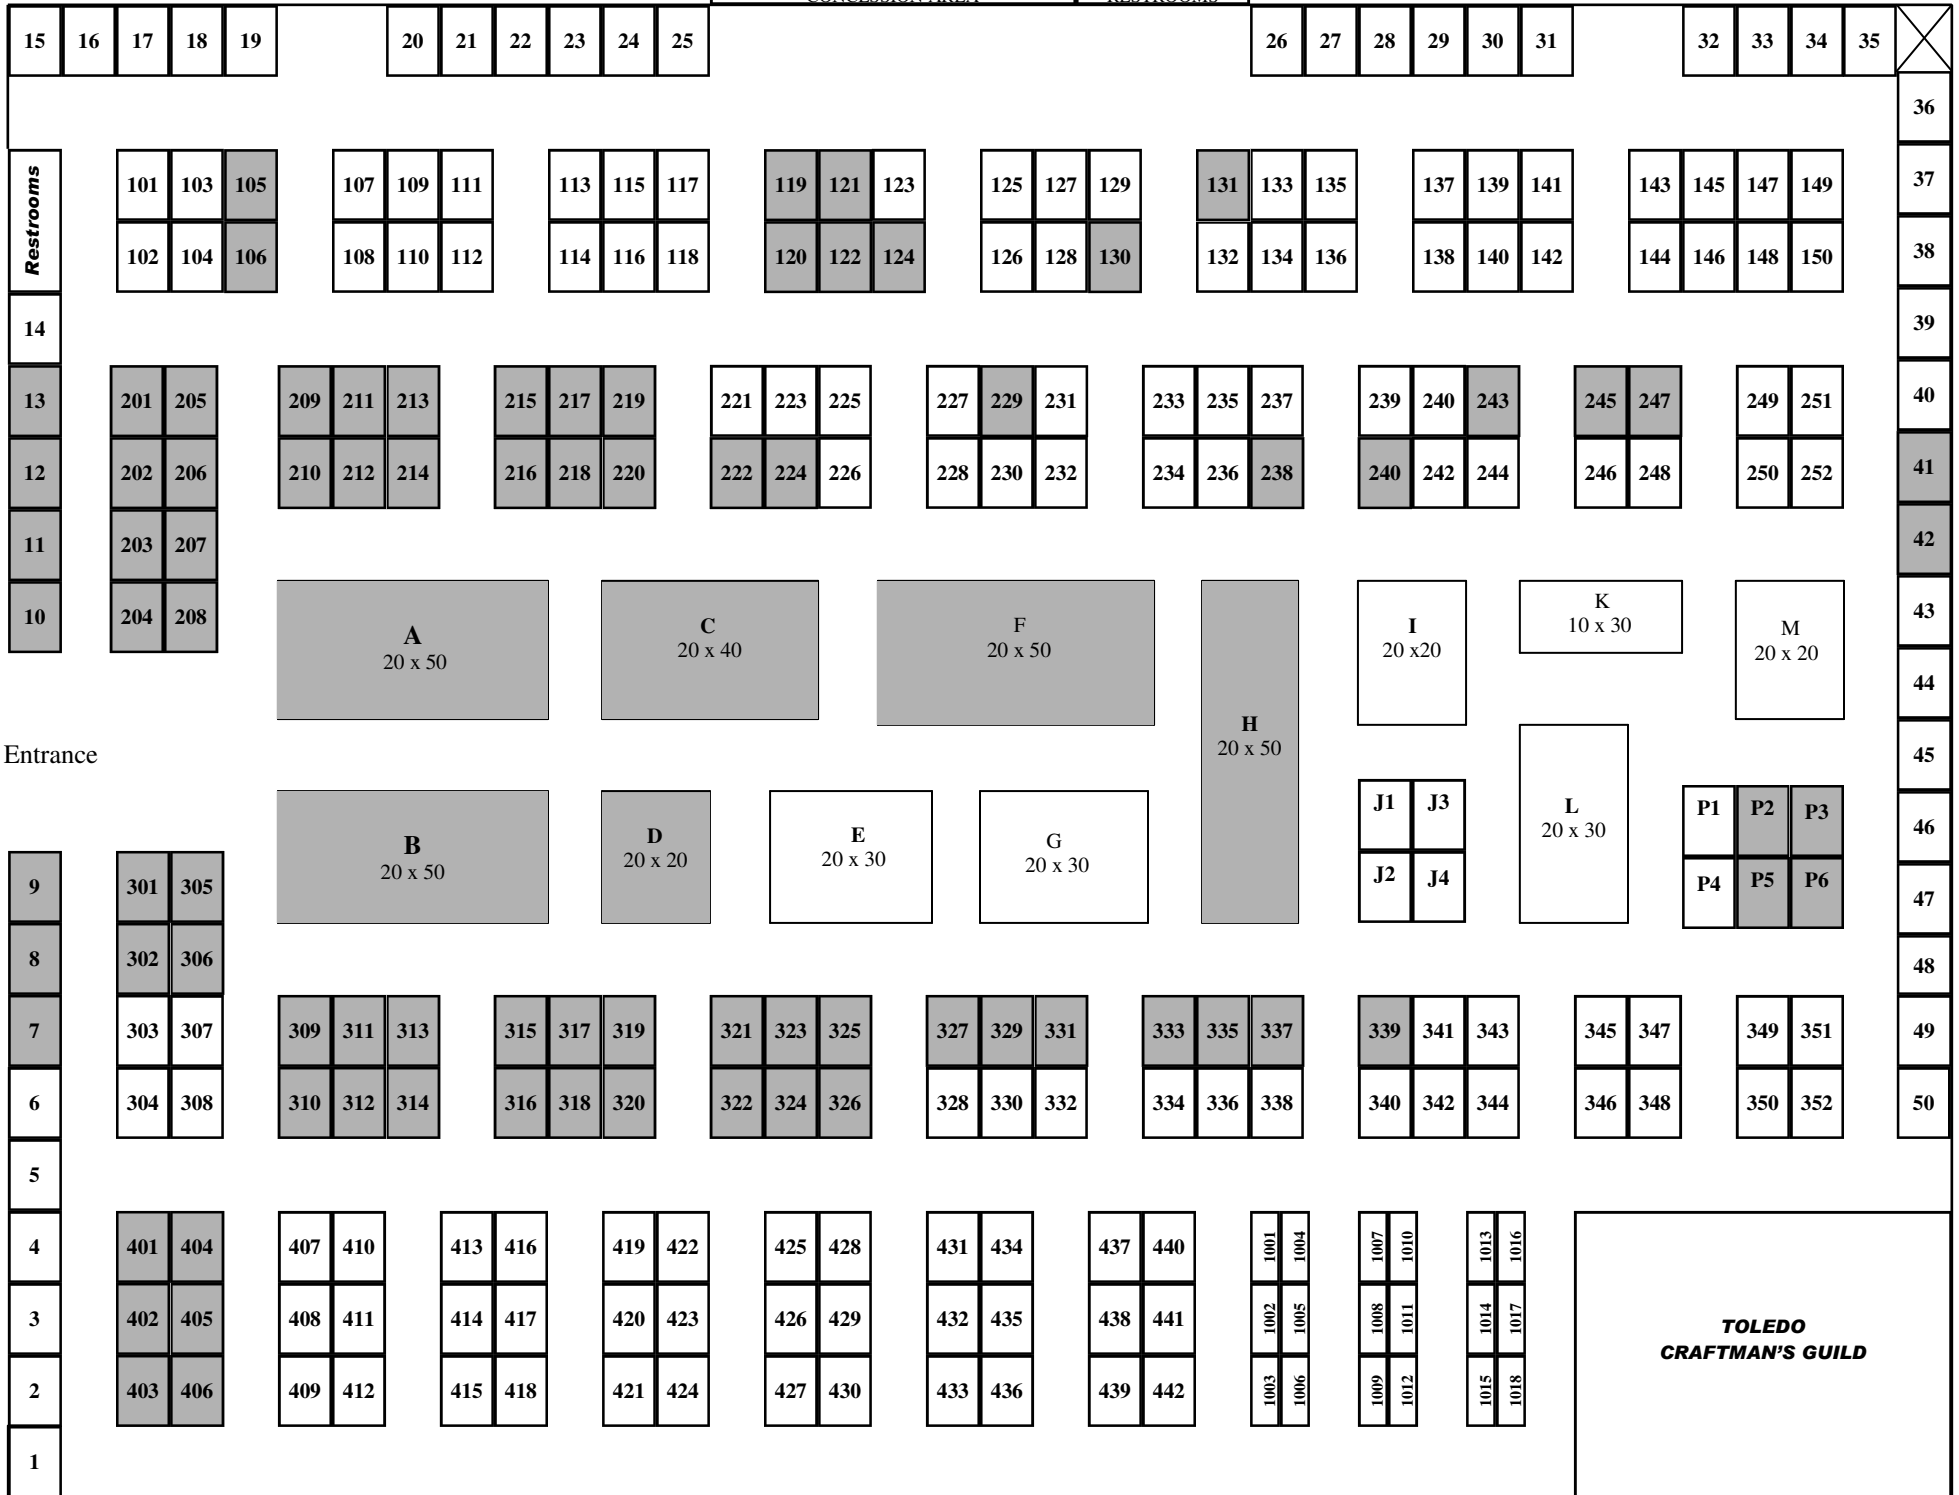 CONCESSION AREA RESTROOMS
15 16 17 18 19 20 21 22 23 24 25 26 27 28 29 30 31 32 33 34 35
36
Restrooms 101 103 105 107 109 111 113 115 117 119 121 123 125 127 129 131 133 135 137 139 141 143 145 147 149 37
102 104 106 108 110 112 114 116 118 120 122 124 126 128 130 132 134 136 138 140 142 144 146 148 150 38
14 39
13 201 205 209 211 213 215 217 219 221 223 225 227 229 231 233 235 237 239 240 243 245 247 249 251 40
12 202 206 210 212 214 216 218 220 222 224 226 228 230 232 234 236 238 240 242 244 246 248 250 252 41
11 203 207 42
10 204 208 43
A
20 x 50
C
20 x 40
F
20 x 50
H
20 x 50
I
20 x20
K
10 x 30
M
20 x 20
44
Entrance 45
B
20 x 50
D
20 x 20
E
20 x 30
G
20 x 30
J1 J3
J2 J4
L
20 x 30
P1 P2 P3 46
P4 P5 P6 47
9 301 305
8 302 306 48
7 303 307 309 311 313 315 317 319 321 323 325 327 329 331 333 335 337 339 341 343 345 347 349 351 49
6 304 308 310 312 314 316 318 320 322 324 326 328 330 332 334 336 338 340 342 344 346 348 350 352 50
5
4 401 404 407 410 413 416 419 422 425 428 431 434 437 440 1001 1004 1007 1010 1013 1016
3 402 405 408 411 414 417 420 423 426 429 432 435 438 441 1002 1005 1008 1011 1014 1017
2 403 406 409 412 415 418 421 424 427 430 433 436 439 442 1003 1006 1009 1012 1015 1018
TOLEDO
CRAFTMAN'S GUILD
1